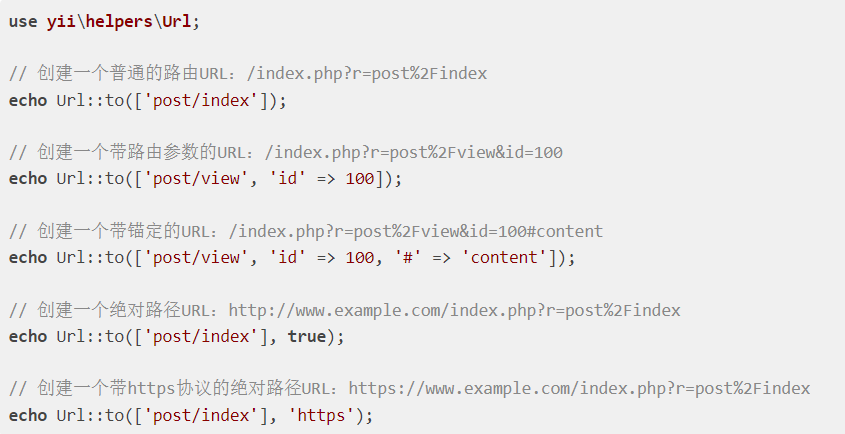 use yii\helpers\Url;
// 创建一个普通的路由URL：/index.php?r=post%2Findex
echo Url::to(['post/index']);
// 创建一个带路由参数的URL：/index.php?r=post%2Fview&id=100
echo Url::to(['post/view', 'id' => 100]);
// 创建一个带锚定的URL：/index.php?r=post%2Fview&id=100#content
echo Url::to(['post/view', 'id' => 100, '#' => 'content']);
// 创建一个绝对路径URL：http://www.example.com/index.php?r=post%2Findex
echo Url::to(['post/index'], true);
// 创建一个带https协议的绝对路径URL：https://www.example.com/index.php?r=post%2Findex
echo Url::to(['post/index'], 'https');